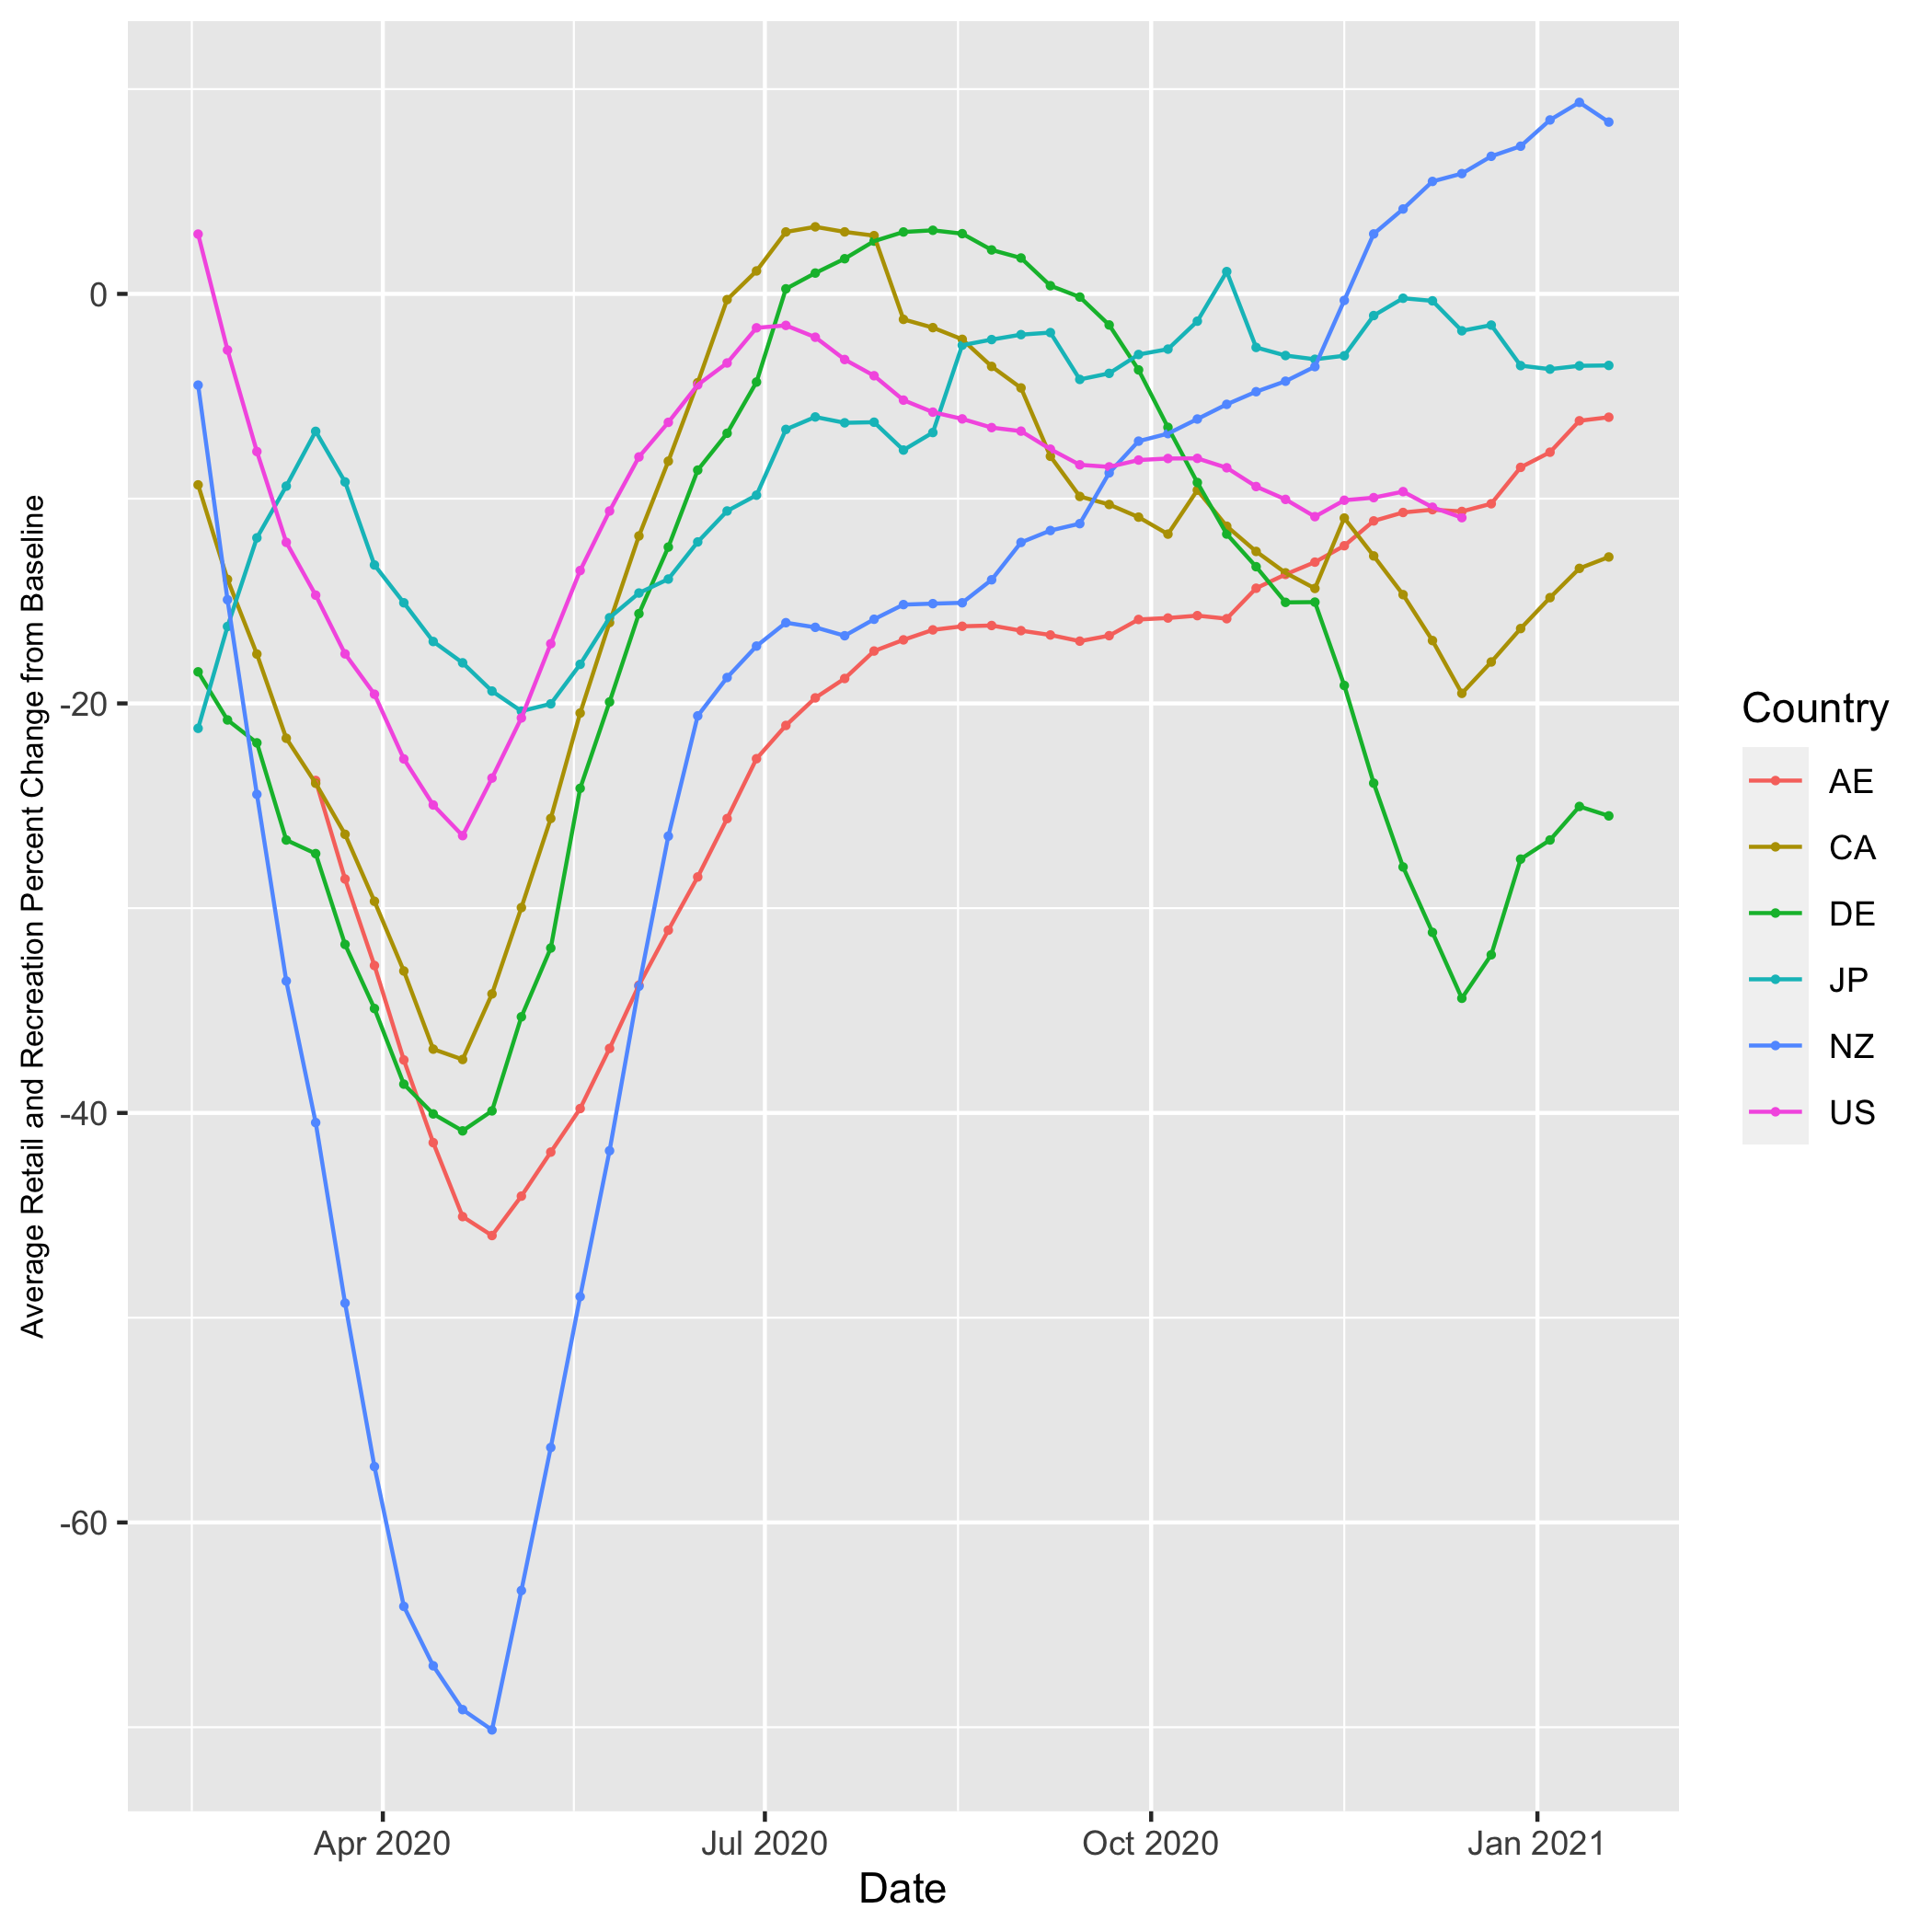 Average Retail and Recreation Percent Change from Baseline
0
-20
-40
-60
Apr 2020
Jul 2020
Oct 2020
Jan 2021
Date
Country
AE
CA
DE
JP
NZ
US